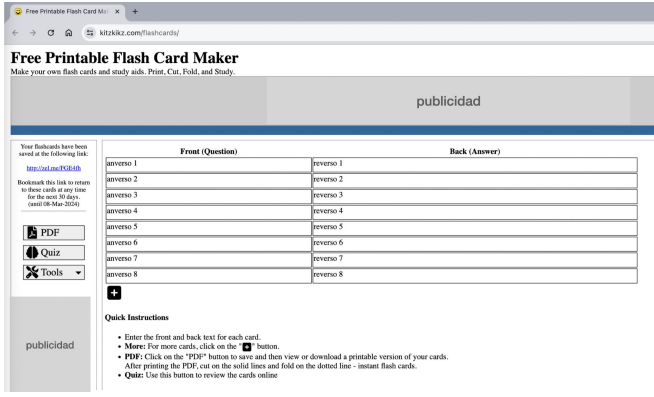 Free Printable Flash Card Mak
kitzkikz.com/flashcards/
Free Printable Flash Card Maker
Make your own flash cards and study aids. Print, Cut, Fold, and Study.
publicidad
Your flashcards have been
saved at the following link:
http://zel.me/FGE4fh
Bookmark this link to return
to these cards at any time
for the next 30 days.
(until 08-Mar-2024)
PDF
Quiz
Tools
publicidad
Front (Question) Back (Answer)
anverso 1 reverso 1
anverso 2 reverso 2
anverso 3 reverso 3
anverso 4 reverso 4
anverso 5 reverso 5
anverso 6 reverso 6
anverso 7 reverso 7
anverso 8 reverso 8
Quick Instructions
• Enter the front and back text for each card.
• More: For more cards, click on the "+" button.
• PDF: Click on the "PDF" button to save and then view or download a printable version of your cards.
After printing the PDF, cut on the solid lines and fold on the dotted line - instant flash cards.
• Quiz: Use this button to review the cards online